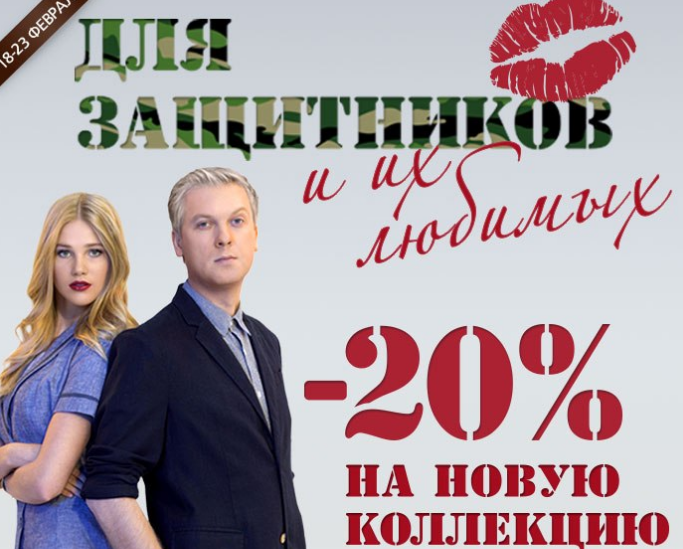 18-23 ФЕВРАЛ
ДЛЯ
ЗАЩИТНИКОВ
и их
любимых
-20%
НА НОВУЮ
КОЛЛЕКЦИЮ